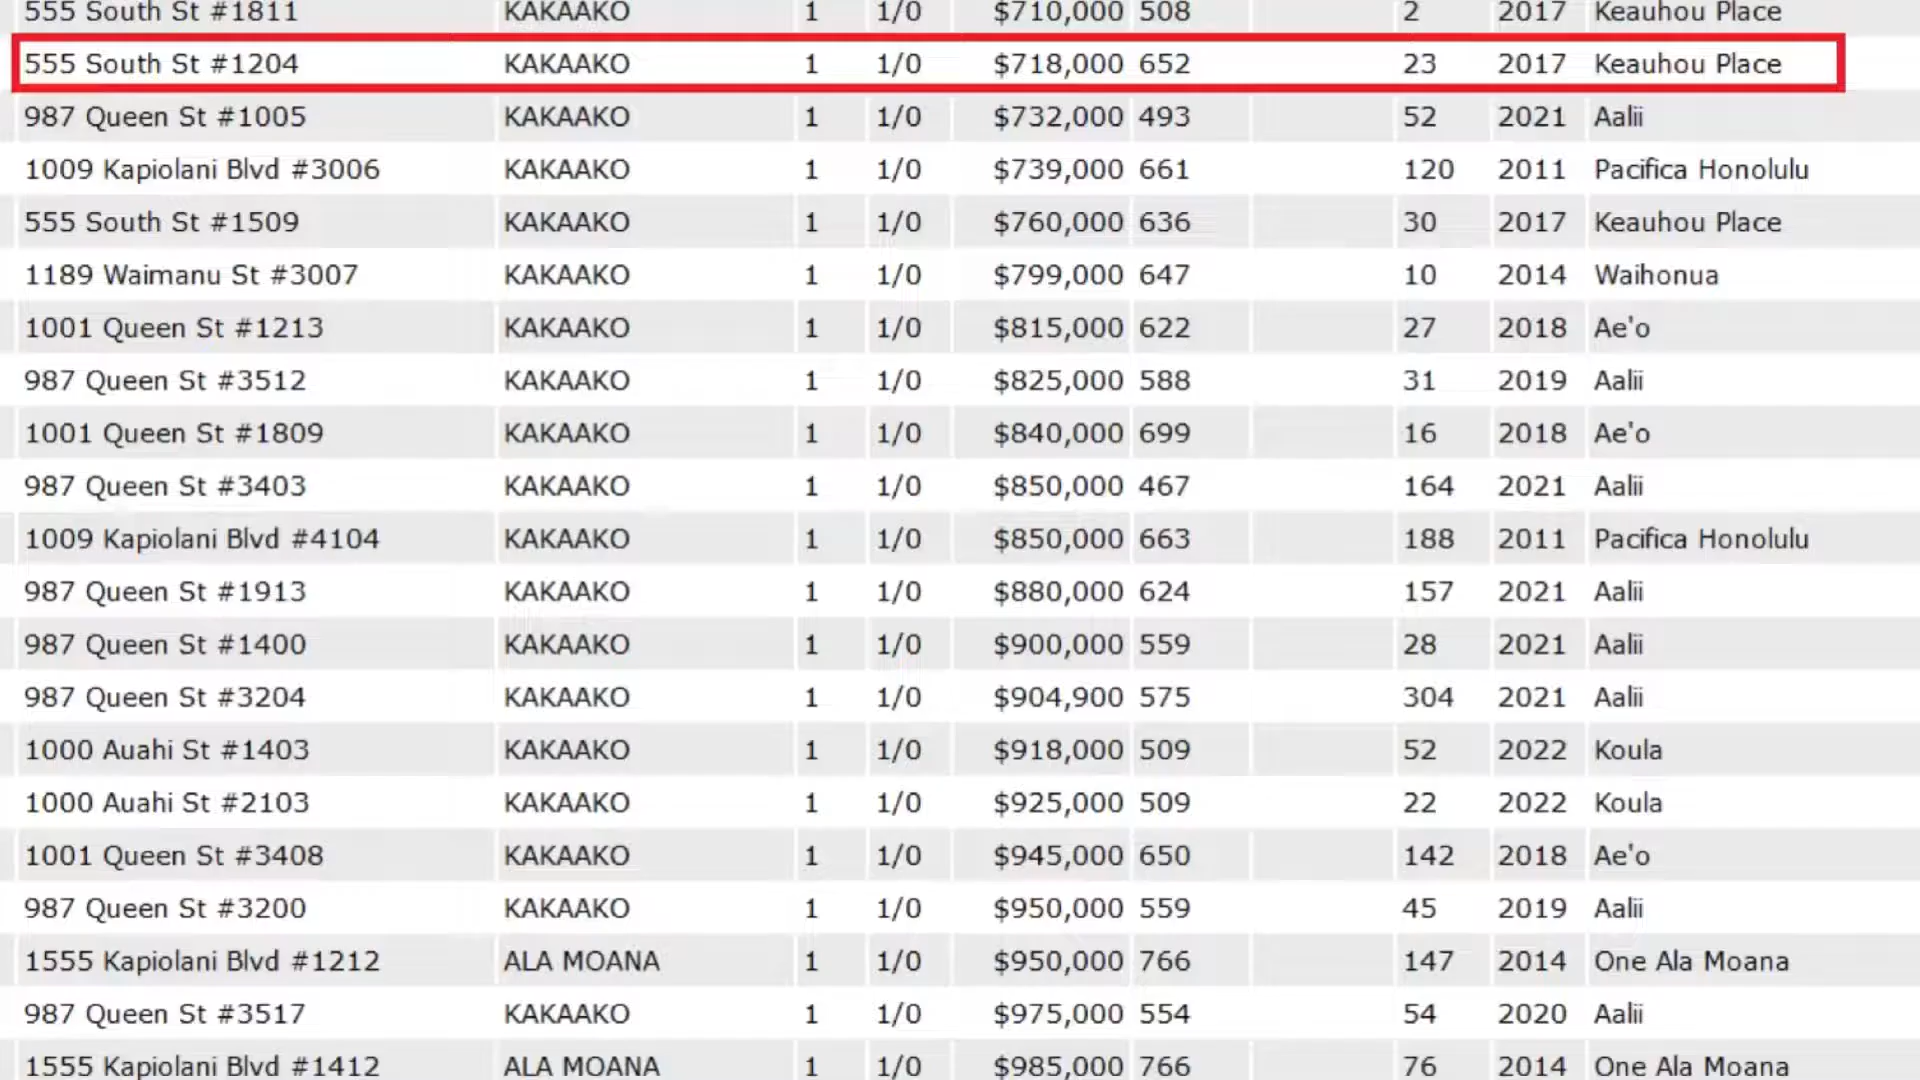 555 South St #1811 KAKAAKO 1 1/0 $710,000 508 2 2017 Keauhou Place
555 South St #1204 KAKAAKO 1 1/0 $718,000 652 23 2017 Keauhou Place
987 Queen St #1005 KAKAAKO 1 1/0 $732,000 493 52 2021 Aalii
1009 Kapiolani Blvd #3006 KAKAAKO 1 1/0 $739,000 661 120 2011 Pacifica Honolulu
555 South St #1509 KAKAAKO 1 1/0 $760,000 636 30 2017 Keauhou Place
1189 Waimanu St #3007 KAKAAKO 1 1/0 $799,000 647 10 2014 Waihonua
1001 Queen St #1213 KAKAAKO 1 1/0 $815,000 622 27 2018 Ae'o
987 Queen St #3512 KAKAAKO 1 1/0 $825,000 588 31 2019 Aalii
1001 Queen St #1809 KAKAAKO 1 1/0 $840,000 699 16 2018 Ae'o
987 Queen St #3403 KAKAAKO 1 1/0 $850,000 467 164 2021 Aalii
1009 Kapiolani Blvd #4104 KAKAAKO 1 1/0 $850,000 663 188 2011 Pacifica Honolulu
987 Queen St #1913 KAKAAKO 1 1/0 $880,000 624 157 2021 Aalii
987 Queen St #1400 KAKAAKO 1 1/0 $900,000 559 28 2021 Aalii
987 Queen St #3204 KAKAAKO 1 1/0 $904,900 575 304 2021 Aalii
1000 Auahi St #1403 KAKAAKO 1 1/0 $918,000 509 52 2022 Koula
1000 Auahi St #2103 KAKAAKO 1 1/0 $925,000 509 22 2022 Koula
1001 Queen St #3408 KAKAAKO 1 1/0 $945,000 650 142 2018 Ae'o
987 Queen St #3200 KAKAAKO 1 1/0 $950,000 559 45 2019 Aalii
1555 Kapiolani Blvd #1212 ALA MOANA 1 1/0 $950,000 766 147 2014 One Ala Moana
987 Queen St #3517 KAKAAKO 1 1/0 $975,000 554 54 2020 Aalii
1555 Kapiolani Blvd #1412 ALA MOANA 1 1/0 $985,000 766 76 2014 One Ala Moana